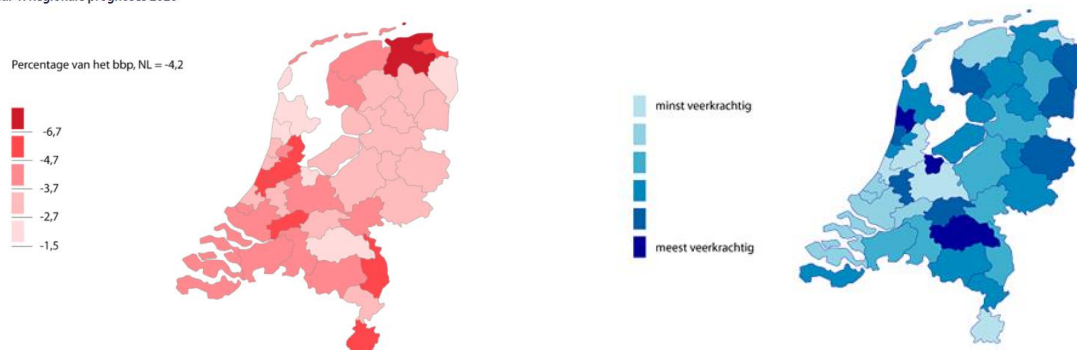 Percentage van het bbp, NL = -4,2
-6,7
-4,7
-3,7
-2,7
-1,5
minst veerkrachtig
meest veerkrachtig